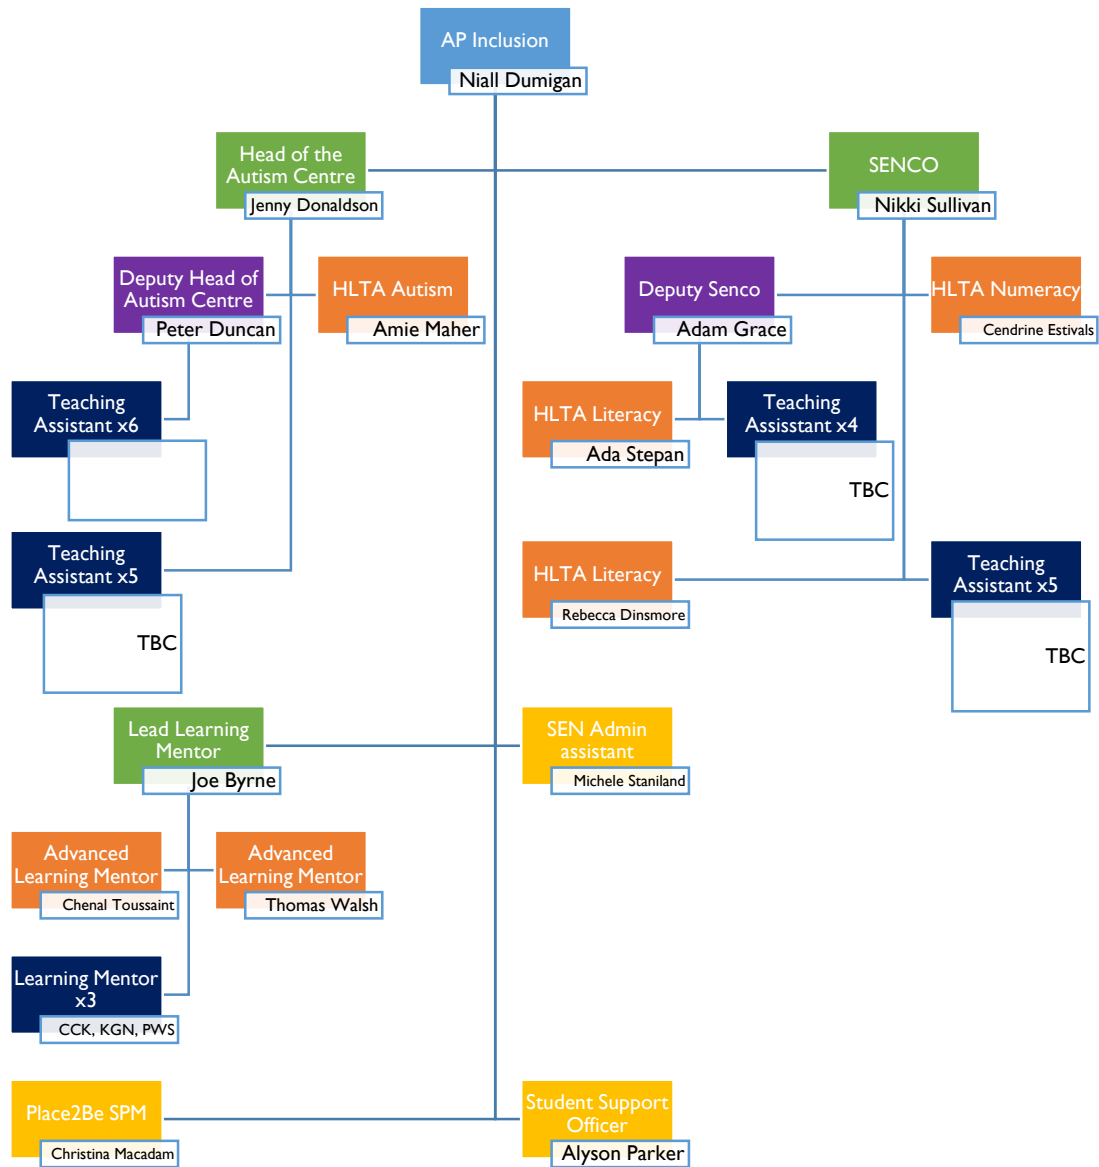 AP Inclusion
Niall Dumigan
Head of the
Autism Centre
Jenny Donaldson
SENCO
Nikki Sullivan
Deputy Head of
Autism Centre
Peter Duncan
HLTA Autism
Amie Maher
Deputy Senco
Adam Grace
HLTA Numeracy
Cendrine Estivals
Teaching
Assistant x6
HLTA Literacy
Ada Stepan
Teaching
Assisstant x4
TBC
Teaching
Assistant x5
TBC
HLTA Literacy
Rebecca Dinsmore
Teaching
Assistant x5
TBC
Lead Learning
Mentor
Joe Byrne
SEN Admin
assistant
Michele Staniland
Advanced
Learning Mentor
Chenal Toussaint
Advanced
Learning Mentor
Thomas Walsh
Learning Mentor
x3
CCK, KGN, PWS
Place2Be SPM
Christina Macadam
Student Support
Officer
Alyson Parker